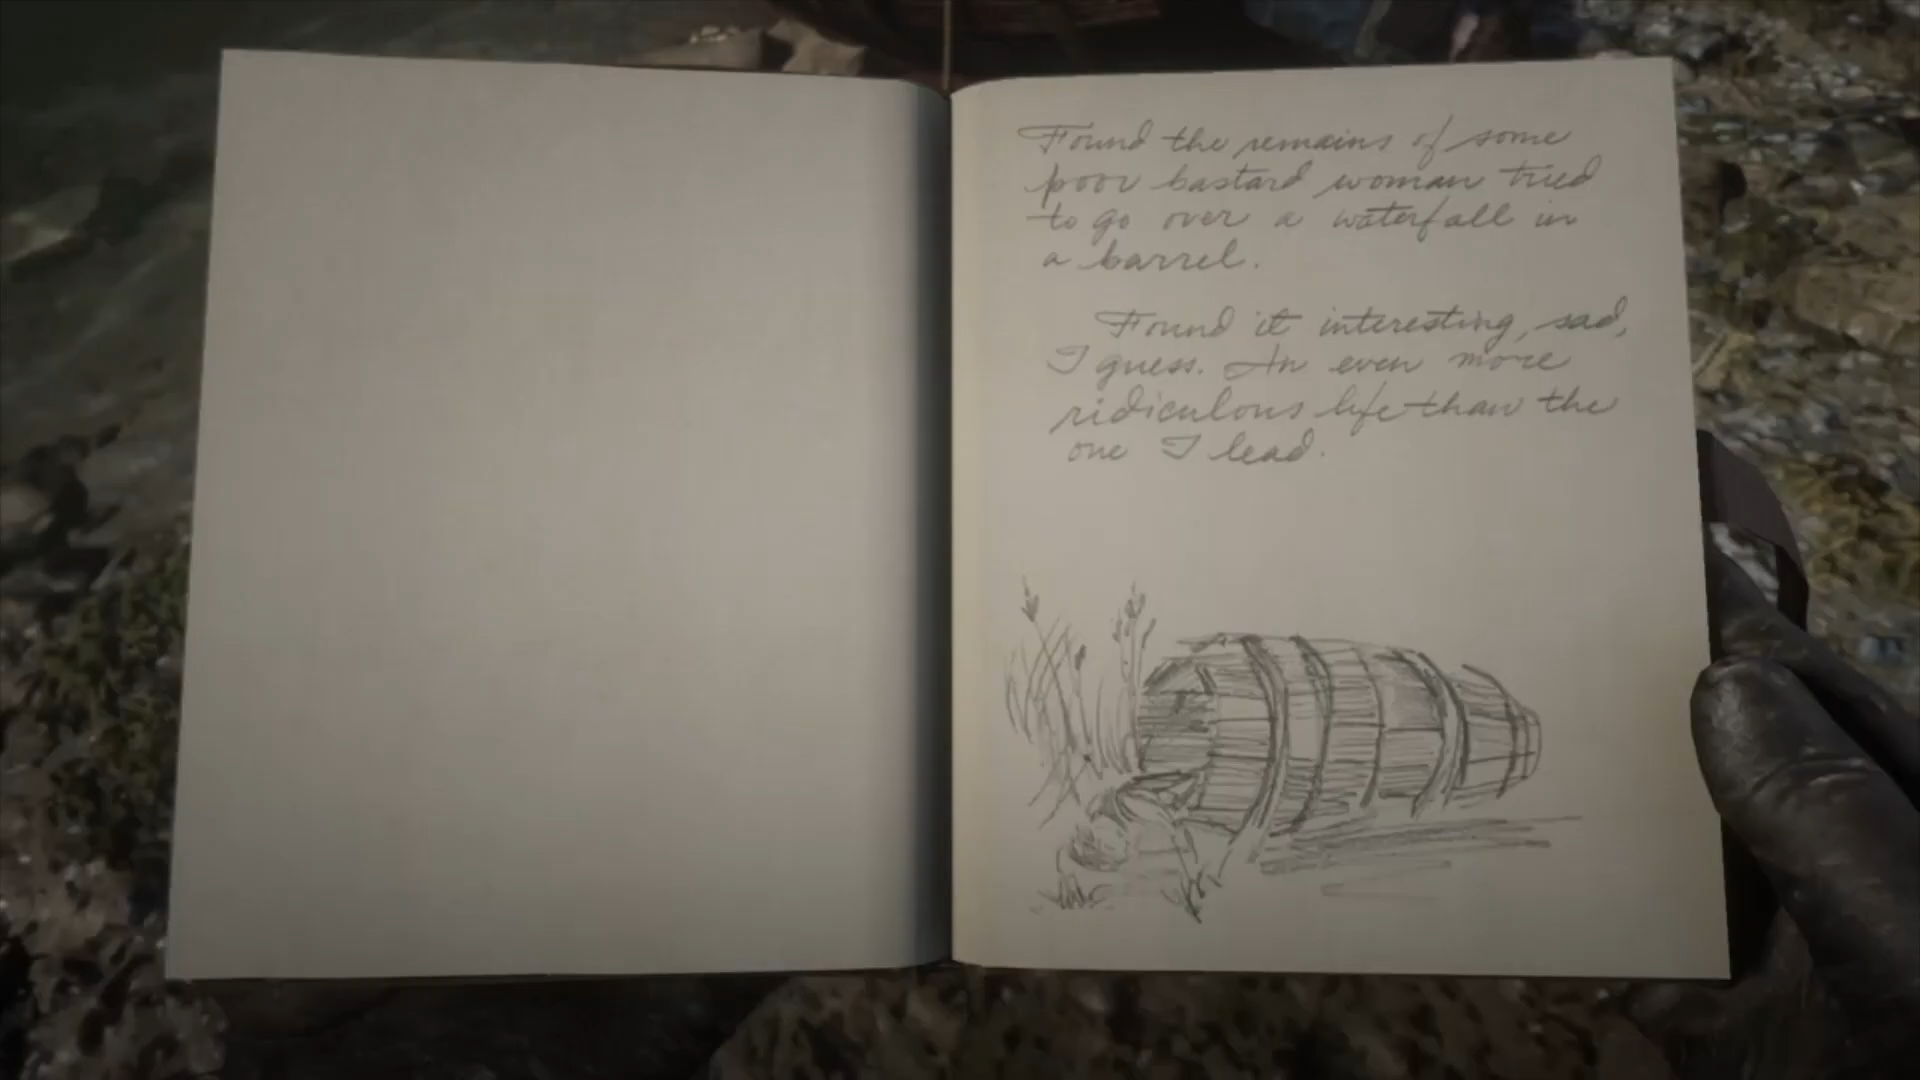 Found the remains of some
poor bastard woman tried
to go over a waterfall in
a barrel.
Found it interesting, sad,
I guess. An even more
ridiculous life than the
one I lead.